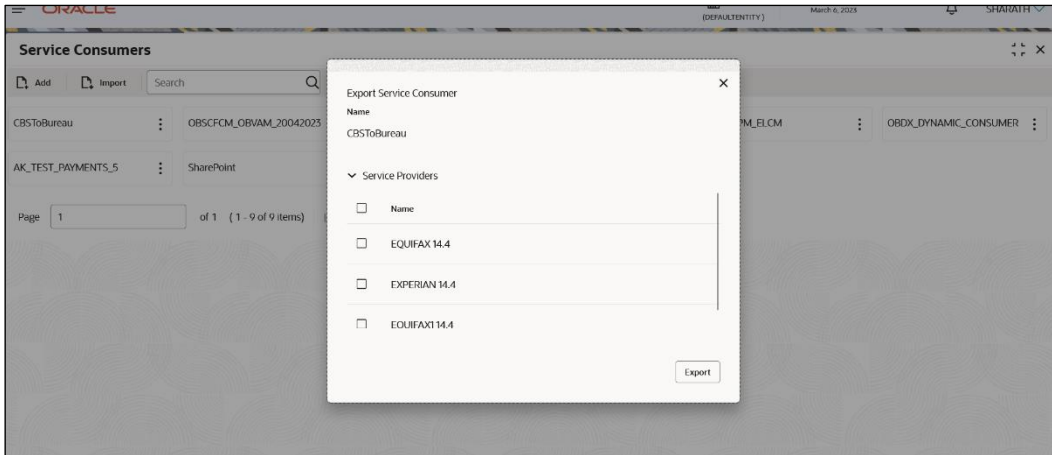 ORACLE
(DEFAULTENTITY)
March 6, 2023
SHARATH
Service Consumers
Add
Import
Search
CBSToBureau
OBSCFCM_OBVAM_20042023
PM_ELCM
OBDX_DYNAMIC_CONSUMER
AK_TEST_PAYMENTS_5
SharePoint
Page 1 of 1 (1 - 9 of 9 items)
Export Service Consumer
Name
CBSToBureau
Service Providers
Name
EQUIFAX 14.4
EXPERIAN 14.4
EQUIFAX1 14.4
Export